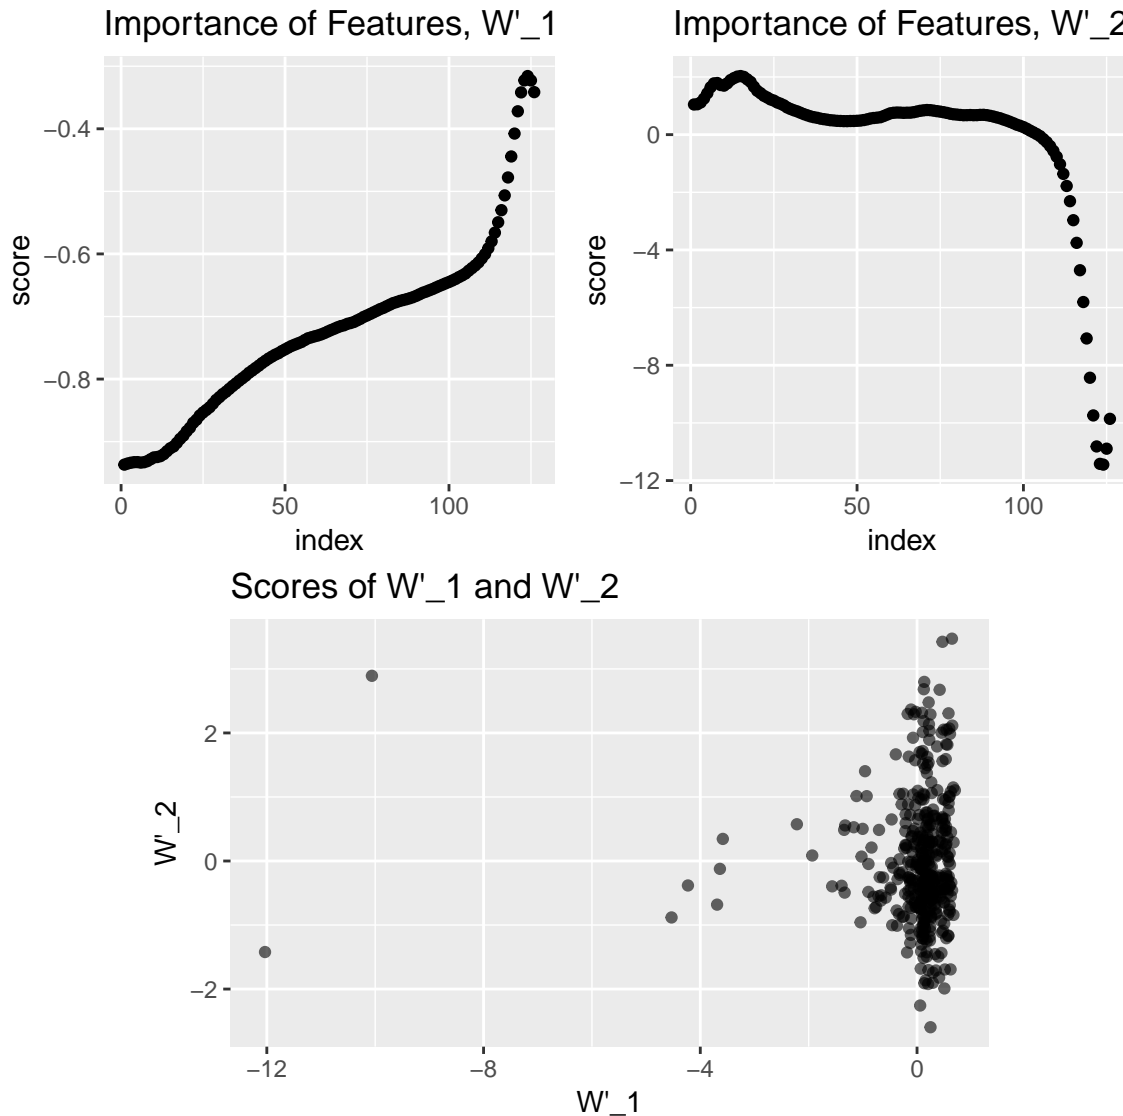 Importance of Features, W'_1
−0.4
−0.6
−0.8
score
0
50
100
index
Importance of Features, W'_2
0
−4
−8
−12
score
0
50
100
index
Scores of W'_1 and W'_2
2
0
−2
W'_2
−12
−8
−4
0
W'_1